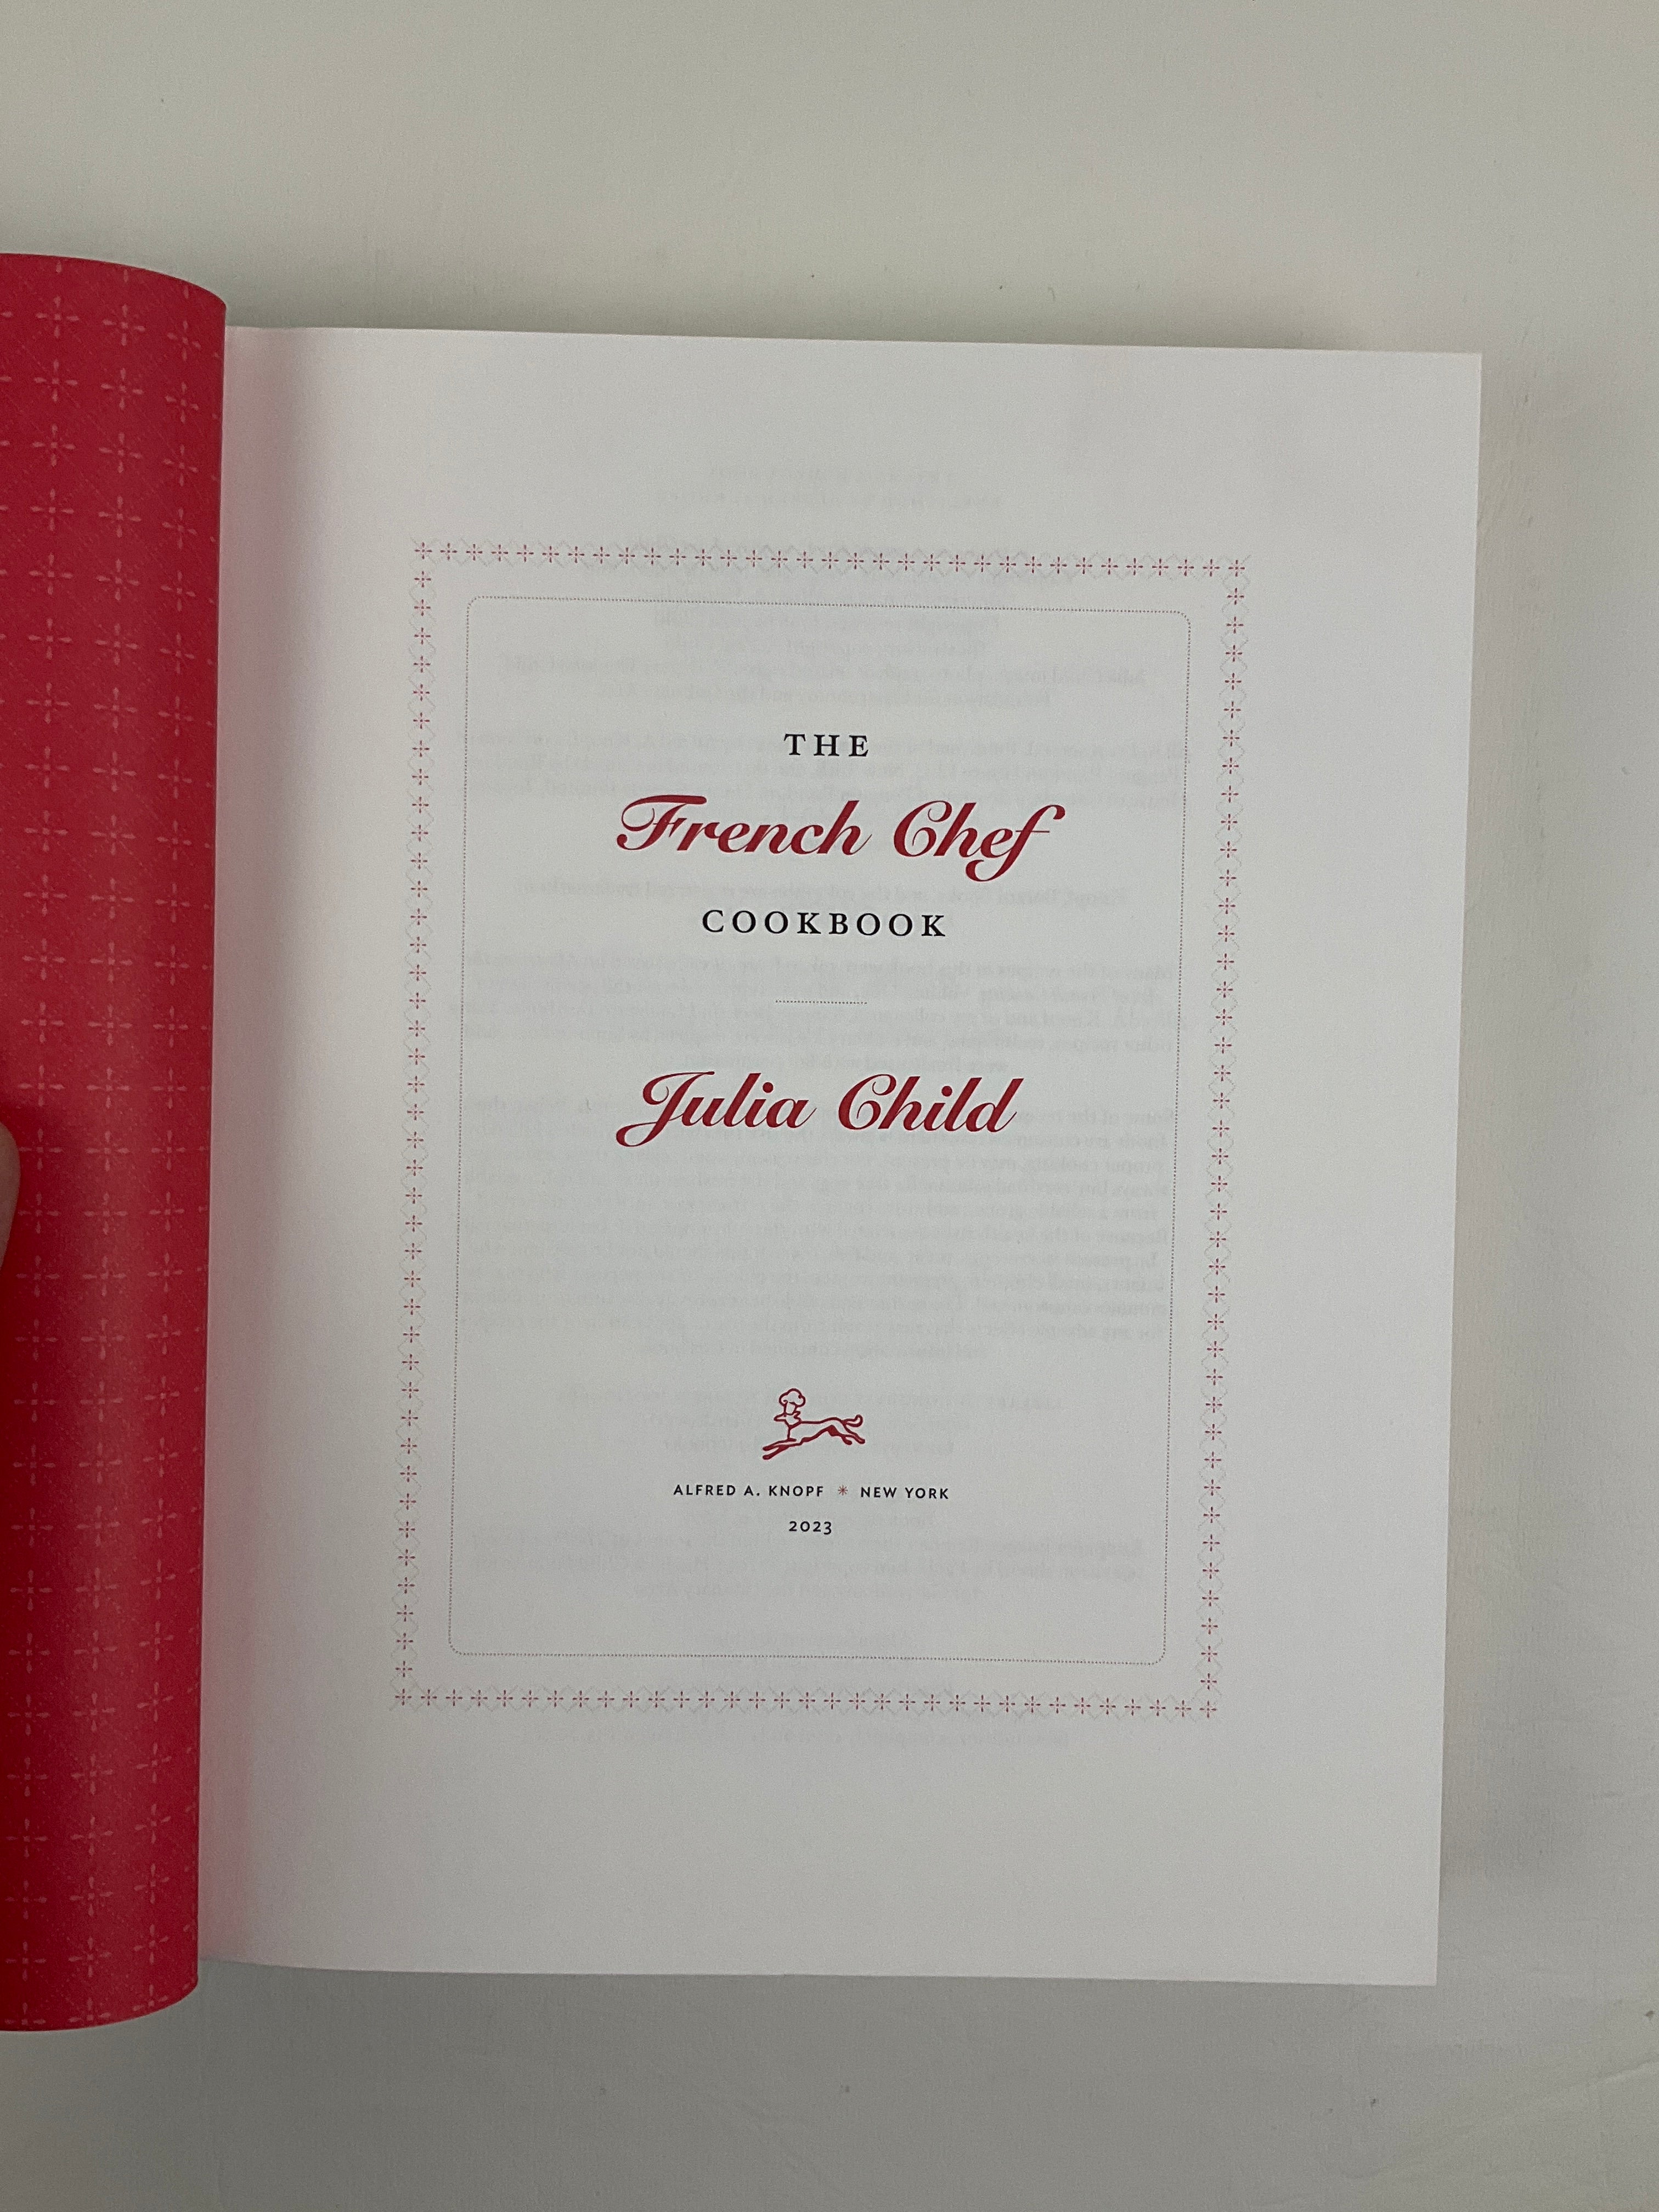 THE
French Chef
COOKBOOK
Julia Child
ALFRED A. KNOPF * NEW YORK
2023